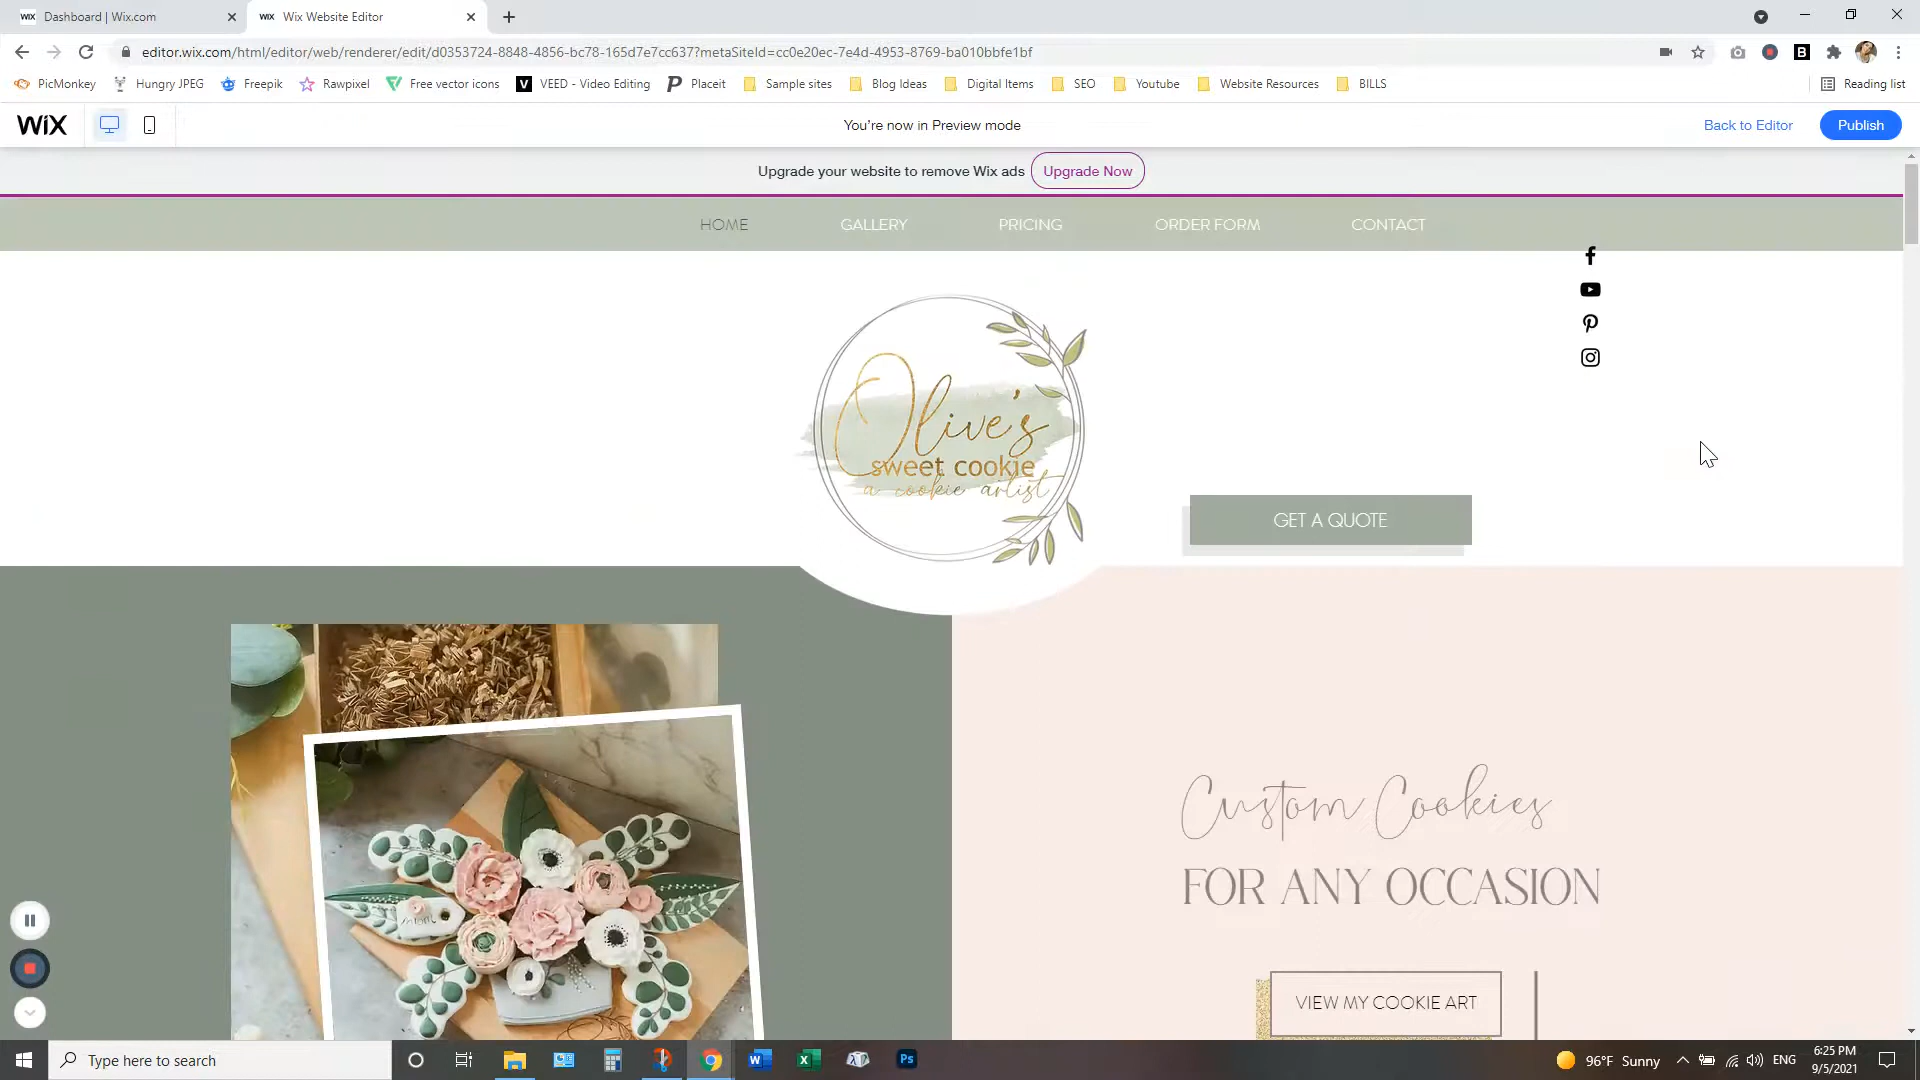 WIX Dashboard | Wix.com
WIX Wix Website Editor
editor.wix.com/html/editor/web/renderer/edit/d0353724-8848-4856-bc78-165d7e7cc637?metaSiteId=cc0e20ec-7e4d-4953-8769-ba010bbfe1bf
B
PicMonkey Hungry JPEG Freepik Rawpixel Free vector icons V VEED - Video Editing Placeit Sample sites Blog Ideas Digital Items SEO Youtube Website Resources BILLS Reading list
WIX You're now in Preview mode Back to Editor Publish
Upgrade your website to remove Wix ads Upgrade Now
HOME GALLERY PRICING ORDER FORM CONTACT
Olive's
sweet cookie
a cookie artist
GET A QUOTE
Custom Cookies
FOR ANY OCCASION
mom
VIEW MY COOKIE ART
Type here to search
W
X
Ps
96°F Sunny
ENG
6:25 PM
9/5/2021